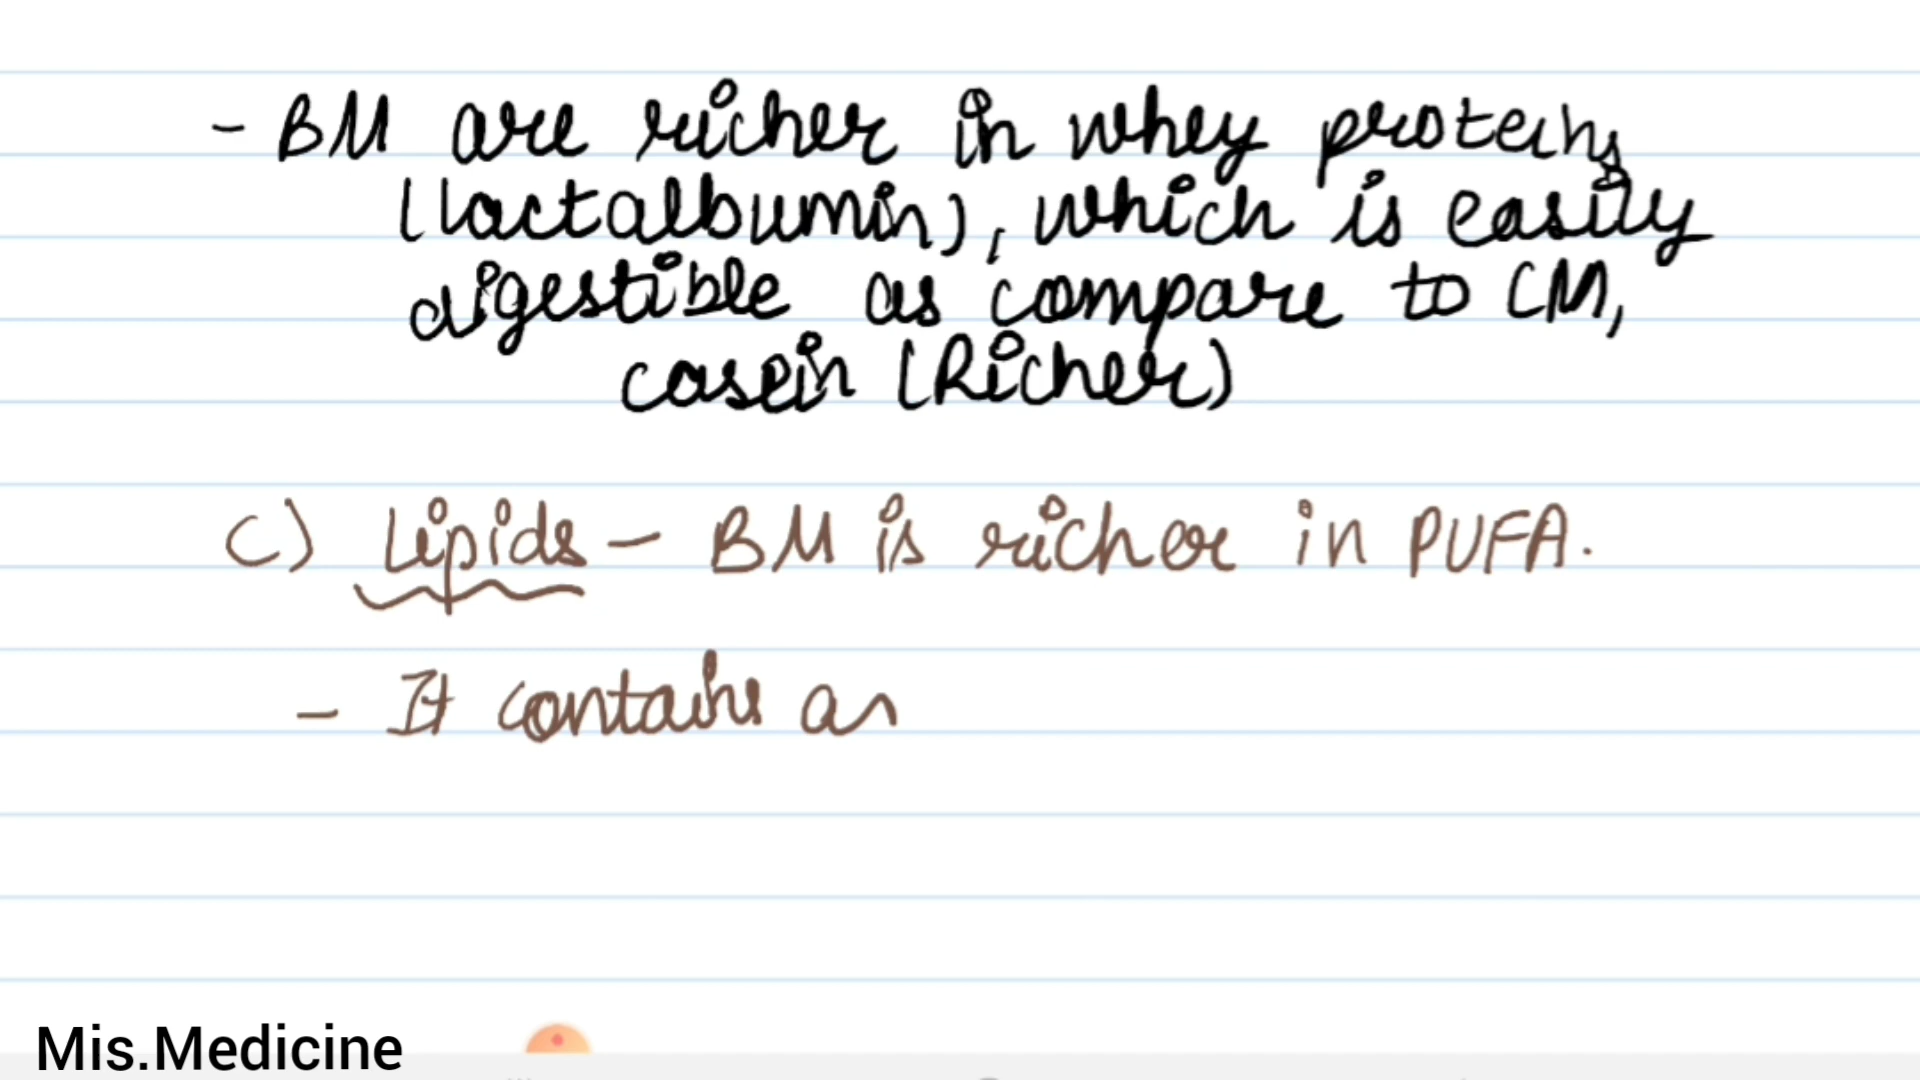 - BM are richer in whey proteins
(lactalbumin), which is easily
digestible as compare to CM,
casein (Richer)
C) Lipids - BM is richer in PUFA.
- It contains an
Mis.Medicine